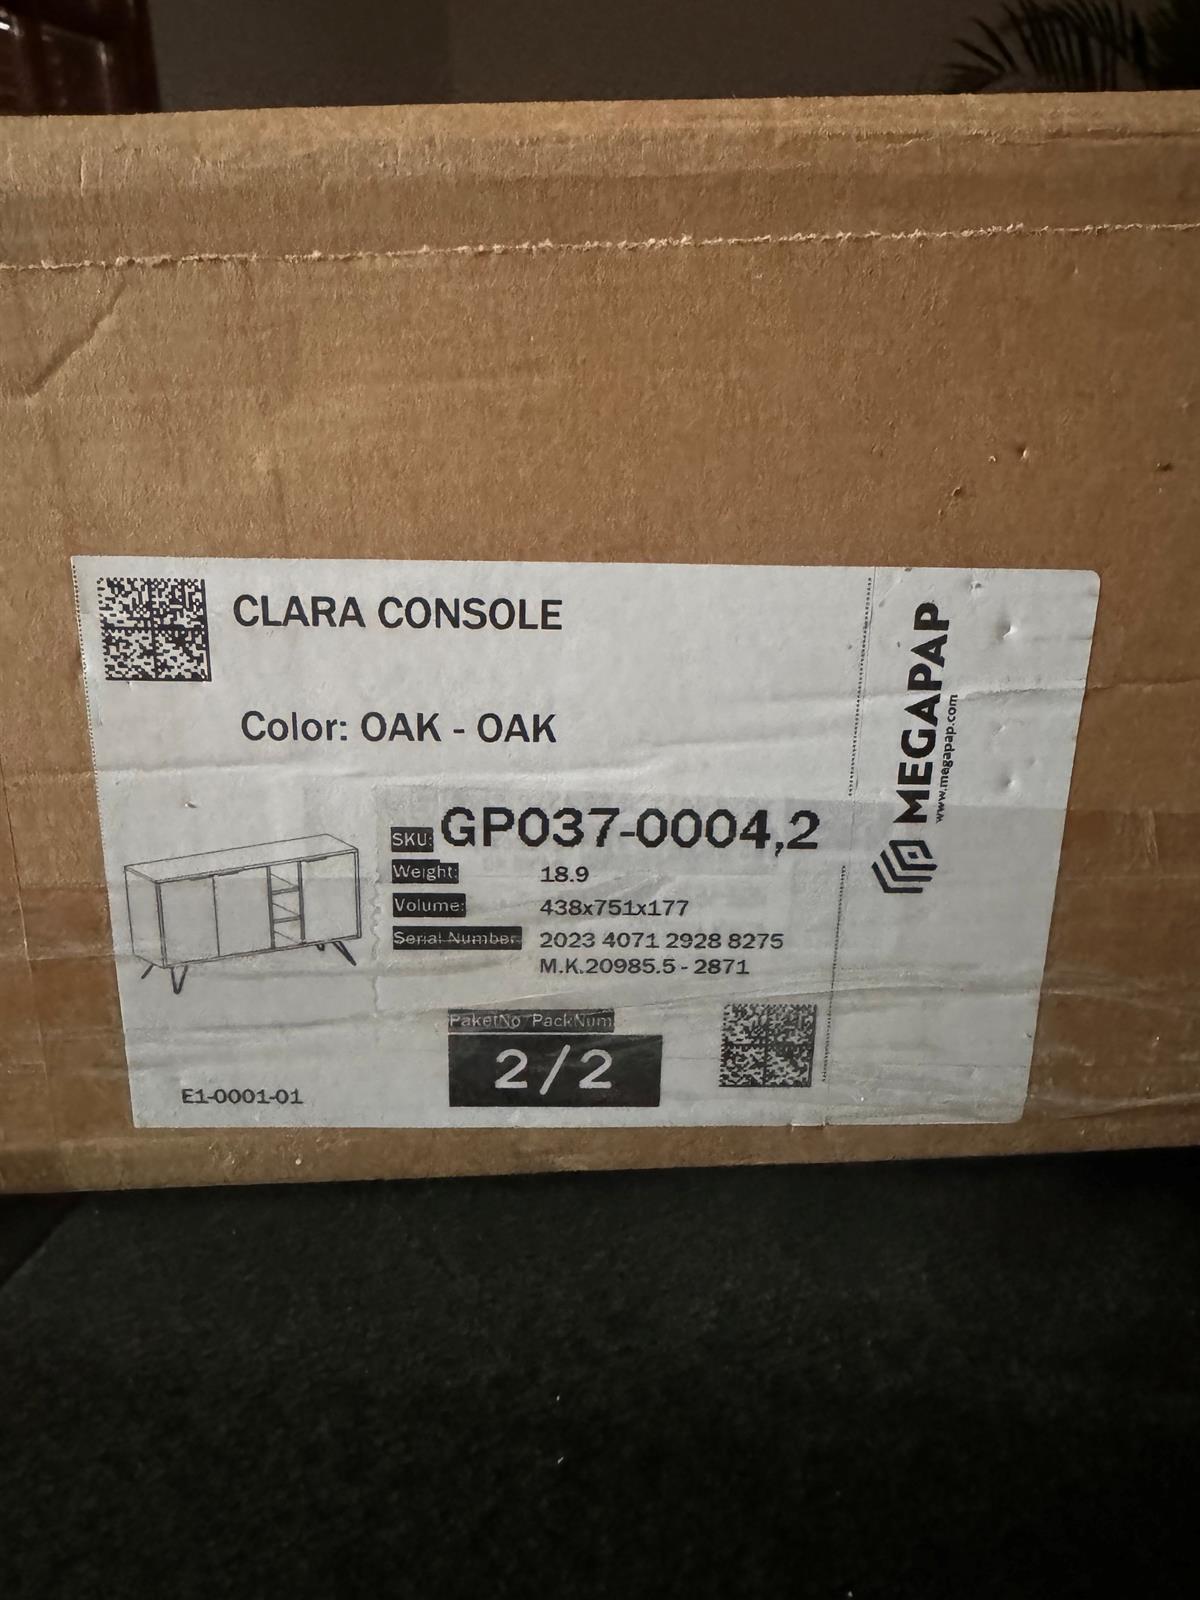 CLARA CONSOLE
Color: OAK - OAK
SKU: GP037-0004,2
Weight: 18.9
Volume: 438x751x177
Serial Number: 2023 4071 2928 8275
M.K.20985.5 - 2871
PaketNo PackNum
2/2
E1-0001-01
MEGAPAP
www.megapap.com